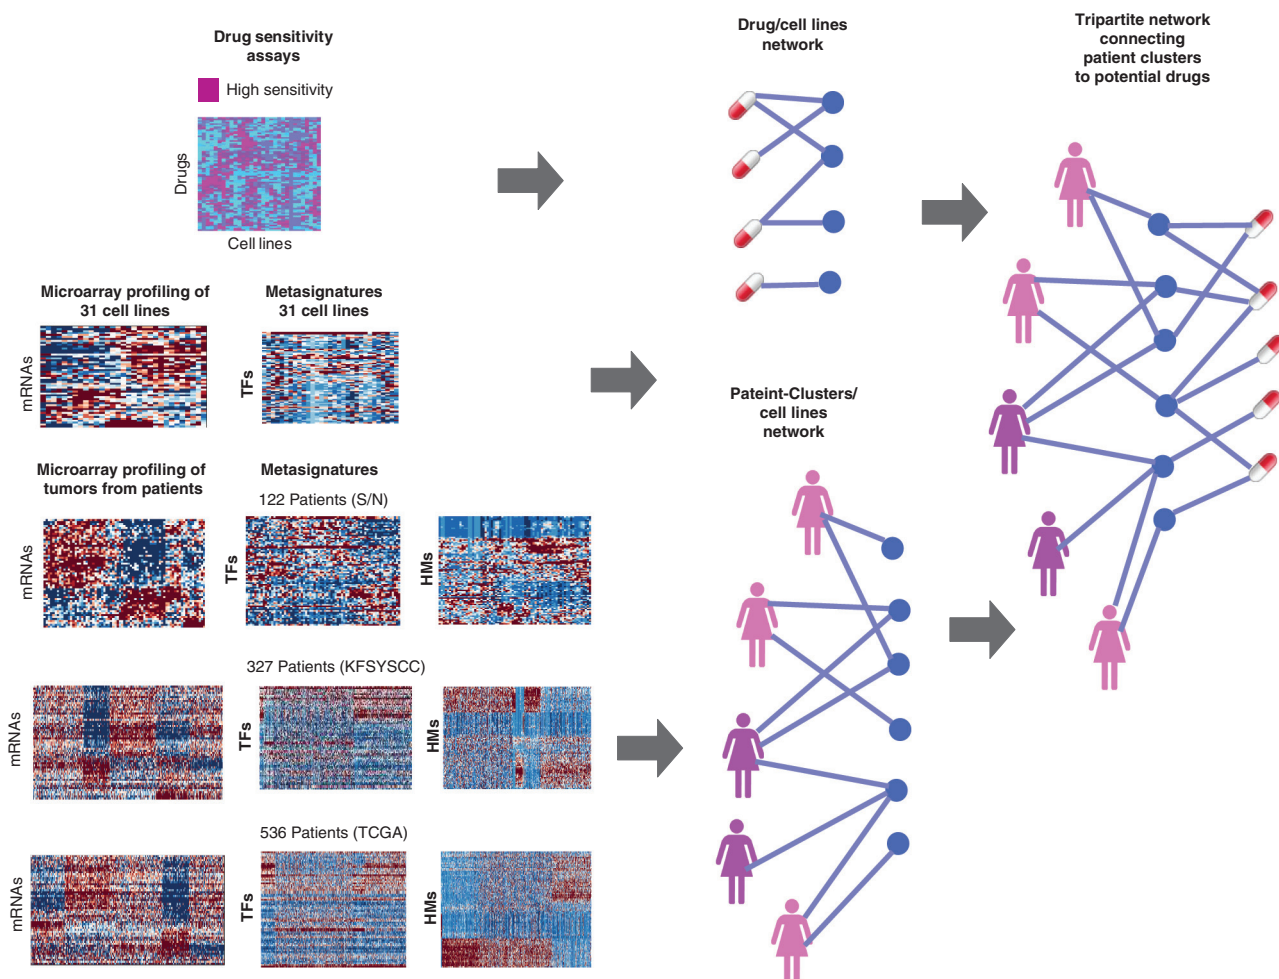 Drug sensitivity
assays
High sensitivity
Drugs
Cell lines
Drug/cell lines
network
Tripartite network
connecting
patient clusters
to potential drugs
Microarray profiling of
31 cell lines
mRNAs
Metasignatures
31 cell lines
TFs
Pateint-Clusters/
cell lines
network
Microarray profiling of
tumors from patients
Metasignatures
122 Patients (S/N)
mRNAs
TFs
HMs
327 Patients (KFSYSCC)
mRNAs
TFs
HMs
536 Patients (TCGA)
mRNAs
TFs
HMs